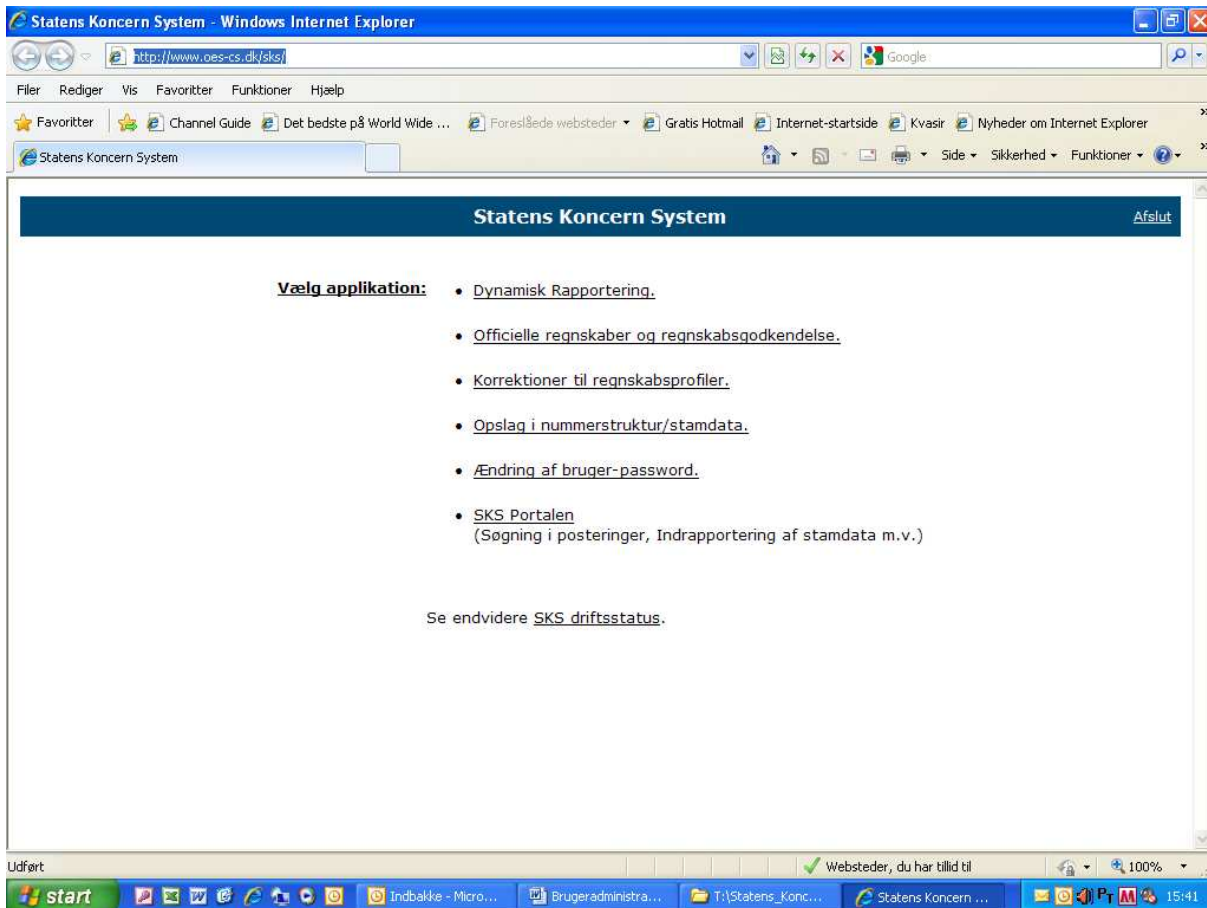 Statens Koncern System - Windows Internet Explorer
http://www.oes-cs.dk/sks/
Google
Filer Rediger Vis Favoritter Funktioner Hjælp
Favoritter Channel Guide Det bedste på World Wide ... Foreslåede websteder Gratis Hotmail Internet-startside Kvasir Nyheder om Internet Explorer
Statens Koncern System Side Sikkerhed Funktioner
Statens Koncern System Afslut
Vælg applikation: • Dynamisk Rapportering.
• Officielle regnskaber og regnskabsgodkendelse.
• Korrektioner til regnskabsprofiler.
• Opslag i nummerstruktur/stamdata.
• Ændring af bruger-password.
• SKS Portalen
(Søgning i posteringer, Indrapportering af stamdata m.v.)
Se endvidere SKS driftsstatus.
Udført Websteder, du har tillid til 100%
start Indbakke - Micro... Brugeradministra... T:\Statens_Konc... Statens Koncern ... 15:41